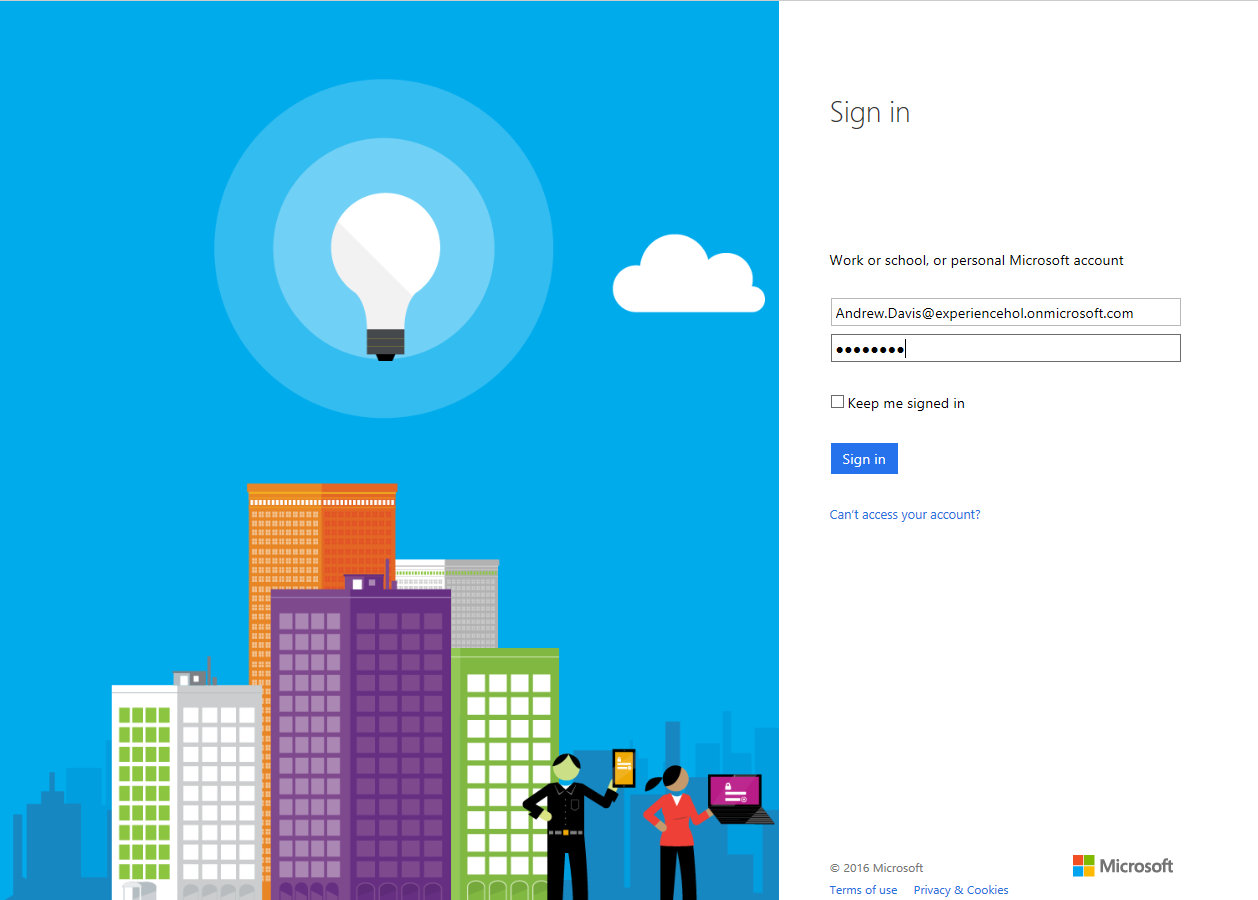 Sign in
Work or school, or personal Microsoft account
Andrew.Davis@experiencehol.onmicrosoft.com
••••••••
Keep me signed in
Sign in
Can't access your account?
© 2016 Microsoft
Microsoft
Terms of use Privacy & Cookies